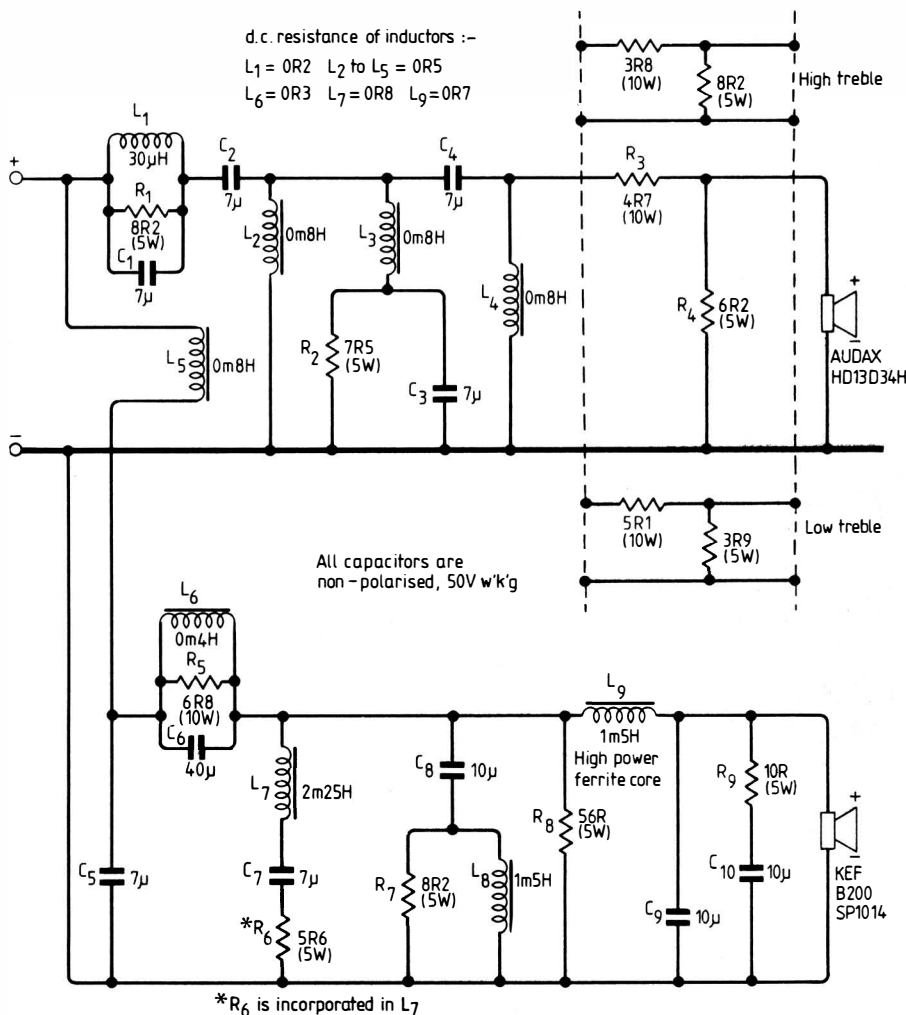 d.c. resistance of inductors :-
L₁ = 0R2 L₂ to L₅ = 0R5
L₆ = 0R3 L₇ = 0R8 L₉ = 0R7
3R8
(10W)
8R2
(5W)
High treble
L₁
30µH
R₁
8R2
(5W)
C₁
7µ
+
C₂
7µ
L₂
0m8H
L₃
0m8H
C₄
7µ
L₄
0m8H
R₃
4R7
(10W)
R₄
6R2
(5W)
+
−
AUDAX
HD13D34H
L₅
0m8H
R₂
7R5
(5W)
C₃
7µ
−
5R1
(10W)
3R9
(5W)
Low treble
All capacitors are
non-polarised, 50V w'k'g
L₆
0m4H
R₅
6R8
(10W)
C₆
40µ
L₇
2m25H
C₈
10µ
L₉
1m5H
High power
ferrite core
R₈
56R
(5W)
R₉
10R
(5W)
+
−
KEF
B200
SP1014
C₅
7µ
C₇
7µ
*R₆
5R6
(5W)
R₇
8R2
(5W)
L₈
1m5H
C₉
10µ
C₁₀
10µ
*R₆ is incorporated in L₇